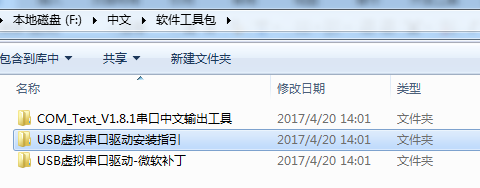 本地磁盘 (F:) ▸ 中文 ▸ 软件工具包 ▸
包含到库中 共享 新建文件夹
名称 修改日期 类型
COM_Text_V1.8.1串口中文输出工具 2017/4/20 14:01 文件夹
USB虚拟串口驱动安装指引 2017/4/20 14:01 文件夹
USB虚拟串口驱动-微软补丁 2017/4/20 14:01 文件夹